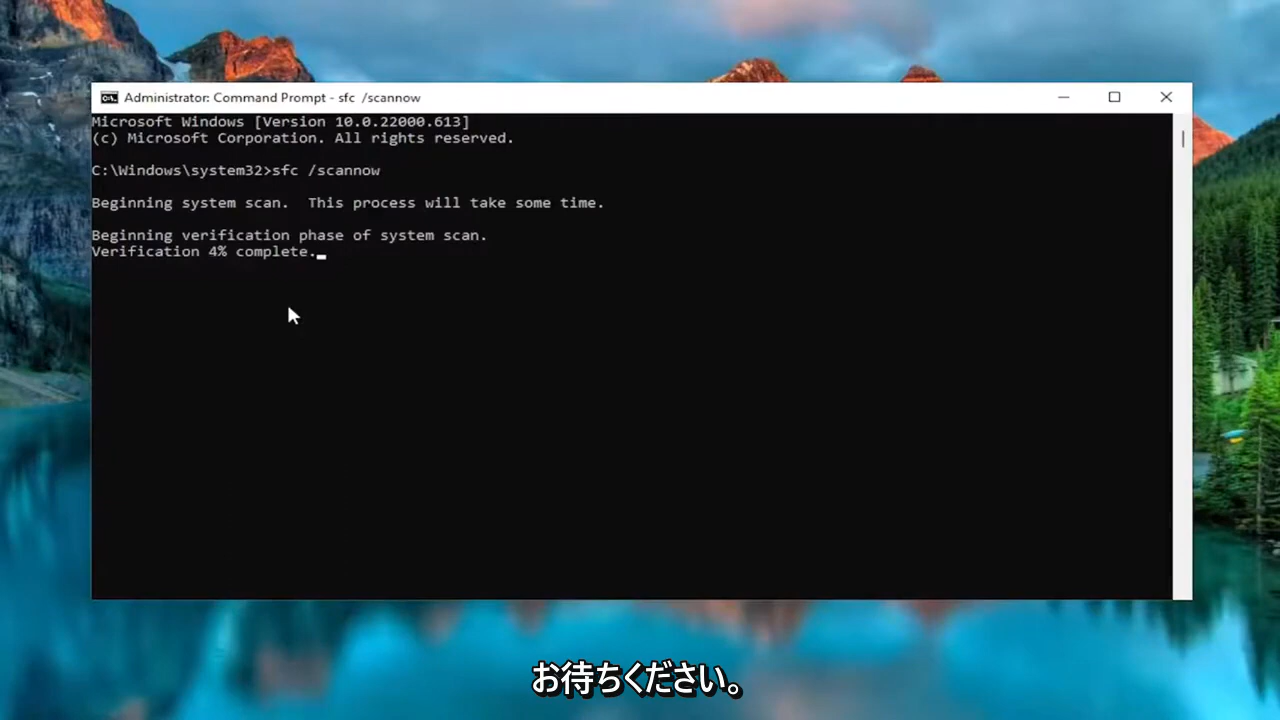 Administrator: Command Prompt - sfc  /scannow
Microsoft Windows [Version 10.0.22000.613]
(c) Microsoft Corporation. All rights reserved.
C:\Windows\system32>sfc /scannow
Beginning system scan.  This process will take some time.
Beginning verification phase of system scan.
Verification 4% complete.
お待ちください。